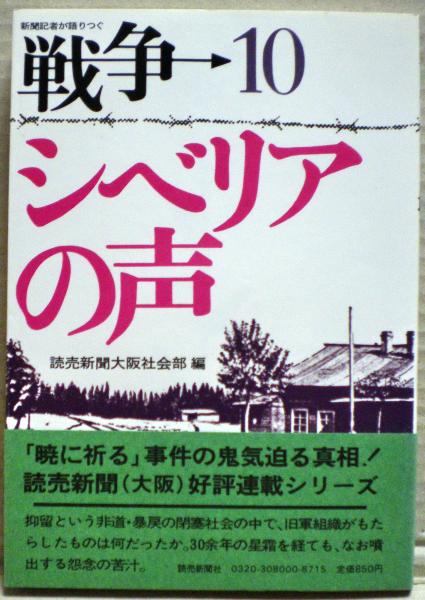 新聞記者が語りつぐ
戦争→10
シベリア
の声
読売新聞大阪社会部 編
「暁に祈る」事件の鬼気迫る真相!
読売新聞(大阪)好評連載シリーズ
抑留という非道・暴戻の閉塞社会の中で、旧軍組織がもた
らしたものは何だったか。30余年の星霜を経ても、なお噴
出する怨念の苦汁。
読売新聞社 0320-308000-8715 定価850円